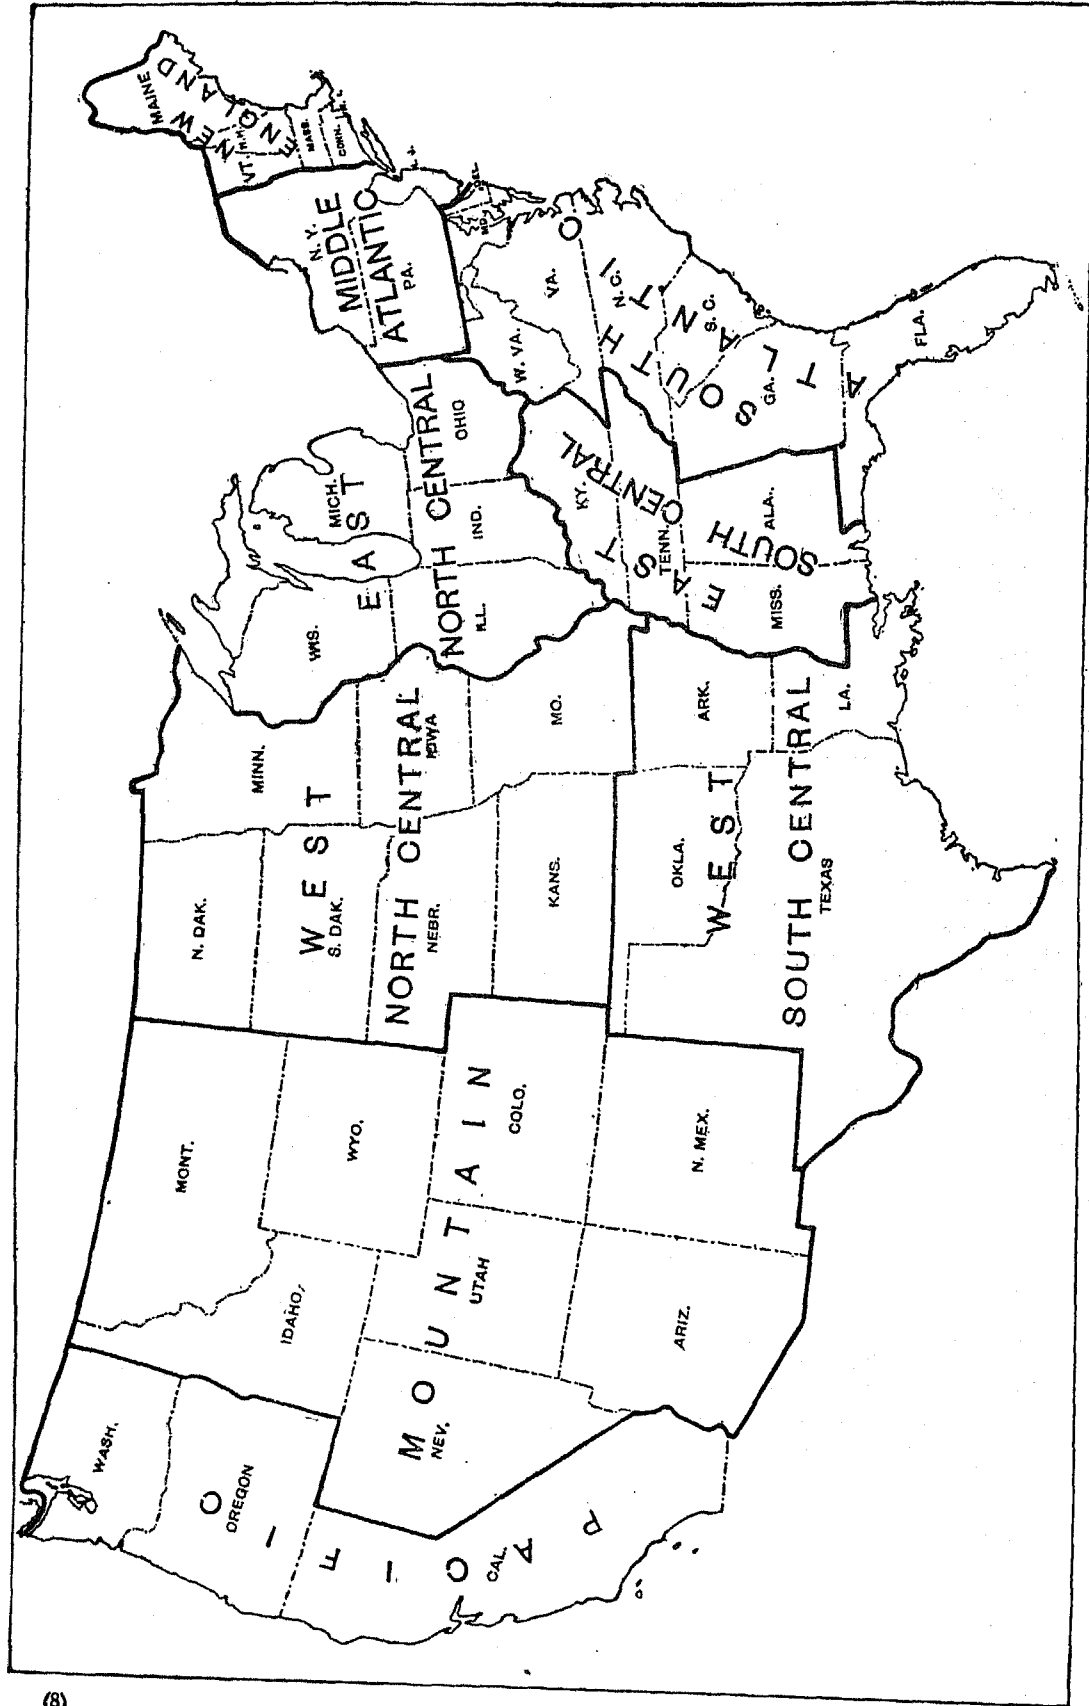 (8)
WASH.
OREGON
CAL.
PACIFIC
NEV.
IDAHO
MONT.
WYO.
UTAH
COLO.
ARIZ.
N. MEX.
MOUNTAIN
N. DAK.
S. DAK.
NEBR.
KANS.
MINN.
IOWA
MO.
WEST
NORTH CENTRAL
OKLA.
TEXAS
ARK.
LA.
WEST
SOUTH CENTRAL
WIS.
MICH.
ILL.
IND.
OHIO
EAST
NORTH CENTRAL
KY.
TENN.
MISS.
ALA.
EAST
SOUTH CENTRAL
W. VA.
VA.
MD.
DEL.
N. C.
S. C.
GA.
FLA.
SOUTH
ATLANTIC
N. Y.
MIDDLE
ATLANTIC
PA.
N. J.
MAINE
VT.
N.H.
MASS.
CONN.
R. I.
NEW
ENGLAND